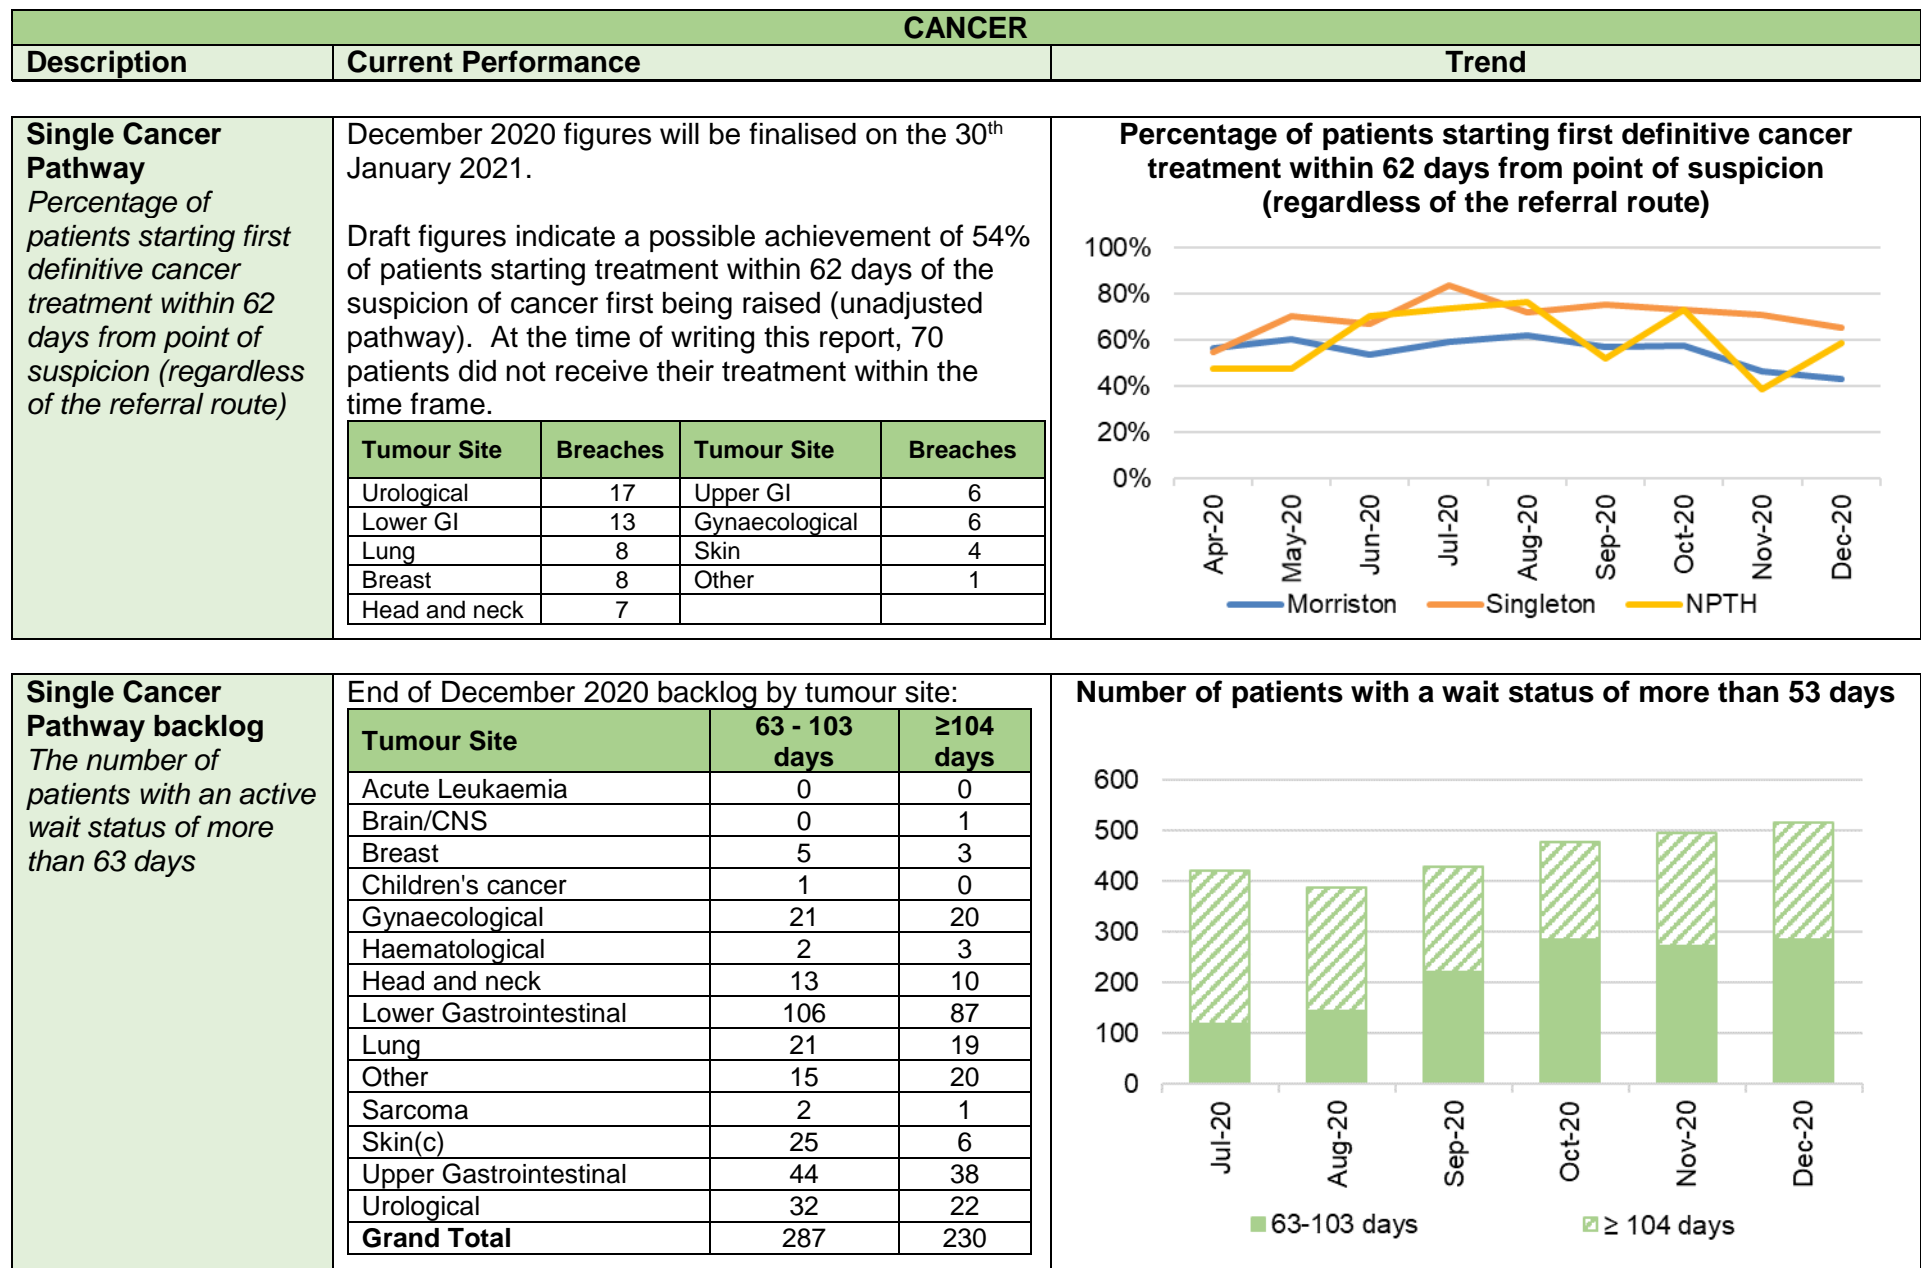 CANCER
Description Current Performance Trend
Single Cancer
Pathway
Percentage of
patients starting first
definitive cancer
treatment within 62
days from point of
suspicion (regardless
of the referral route)
December 2020 figures will be finalised on the 30th
January 2021.
Draft figures indicate a possible achievement of 54%
of patients starting treatment within 62 days of the
suspicion of cancer first being raised (unadjusted
pathway). At the time of writing this report, 70
patients did not receive their treatment within the
time frame.
Tumour Site Breaches Tumour Site Breaches
Urological 17 Upper GI 6
Lower GI 13 Gynaecological 6
Lung 8 Skin 4
Breast 8 Other 1
Head and neck 7
Percentage of patients starting first definitive cancer
treatment within 62 days from point of suspicion
(regardless of the referral route)
100%
80%
60%
40%
20%
0%
Apr-20 May-20 Jun-20 Jul-20 Aug-20 Sep-20 Oct-20 Nov-20 Dec-20
Morriston Singleton NPTH
Single Cancer
Pathway backlog
The number of
patients with an active
wait status of more
than 63 days
End of December 2020 backlog by tumour site:
Tumour Site 63 - 103 days ≥104 days
Acute Leukaemia 0 0
Brain/CNS 0 1
Breast 5 3
Children's cancer 1 0
Gynaecological 21 20
Haematological 2 3
Head and neck 13 10
Lower Gastrointestinal 106 87
Lung 21 19
Other 15 20
Sarcoma 2 1
Skin(c) 25 6
Upper Gastrointestinal 44 38
Urological 32 22
Grand Total 287 230
Number of patients with a wait status of more than 53 days
600
500
400
300
200
100
0
Jul-20 Aug-20 Sep-20 Oct-20 Nov-20 Dec-20
63-103 days ≥ 104 days